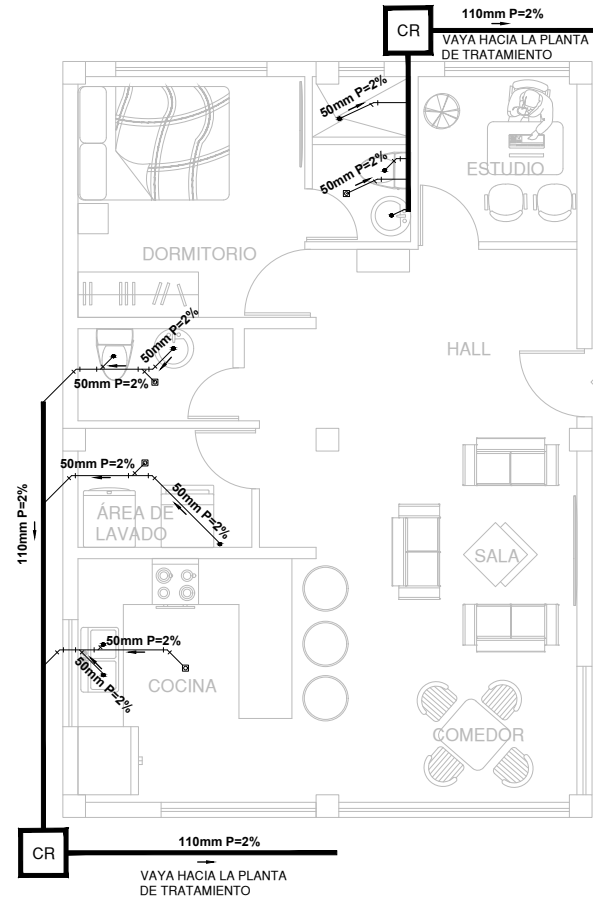 110mm P=2%
CR
VAYA HACIA LA PLANTA
DE TRATAMIENTO
50mm P=2%
50mm P=2%
ESTUDIO
DORMITORIO
50mm P=2%
HALL
50mm P=2%
50mm P=2%
50mm P=2%
110mm P=2%
ÁREA DE
LAVADO
SALA
50mm P=2%
50mm P=2%
COCINA
COMEDOR
110mm P=2%
CR
VAYA HACIA LA PLANTA
DE TRATAMIENTO